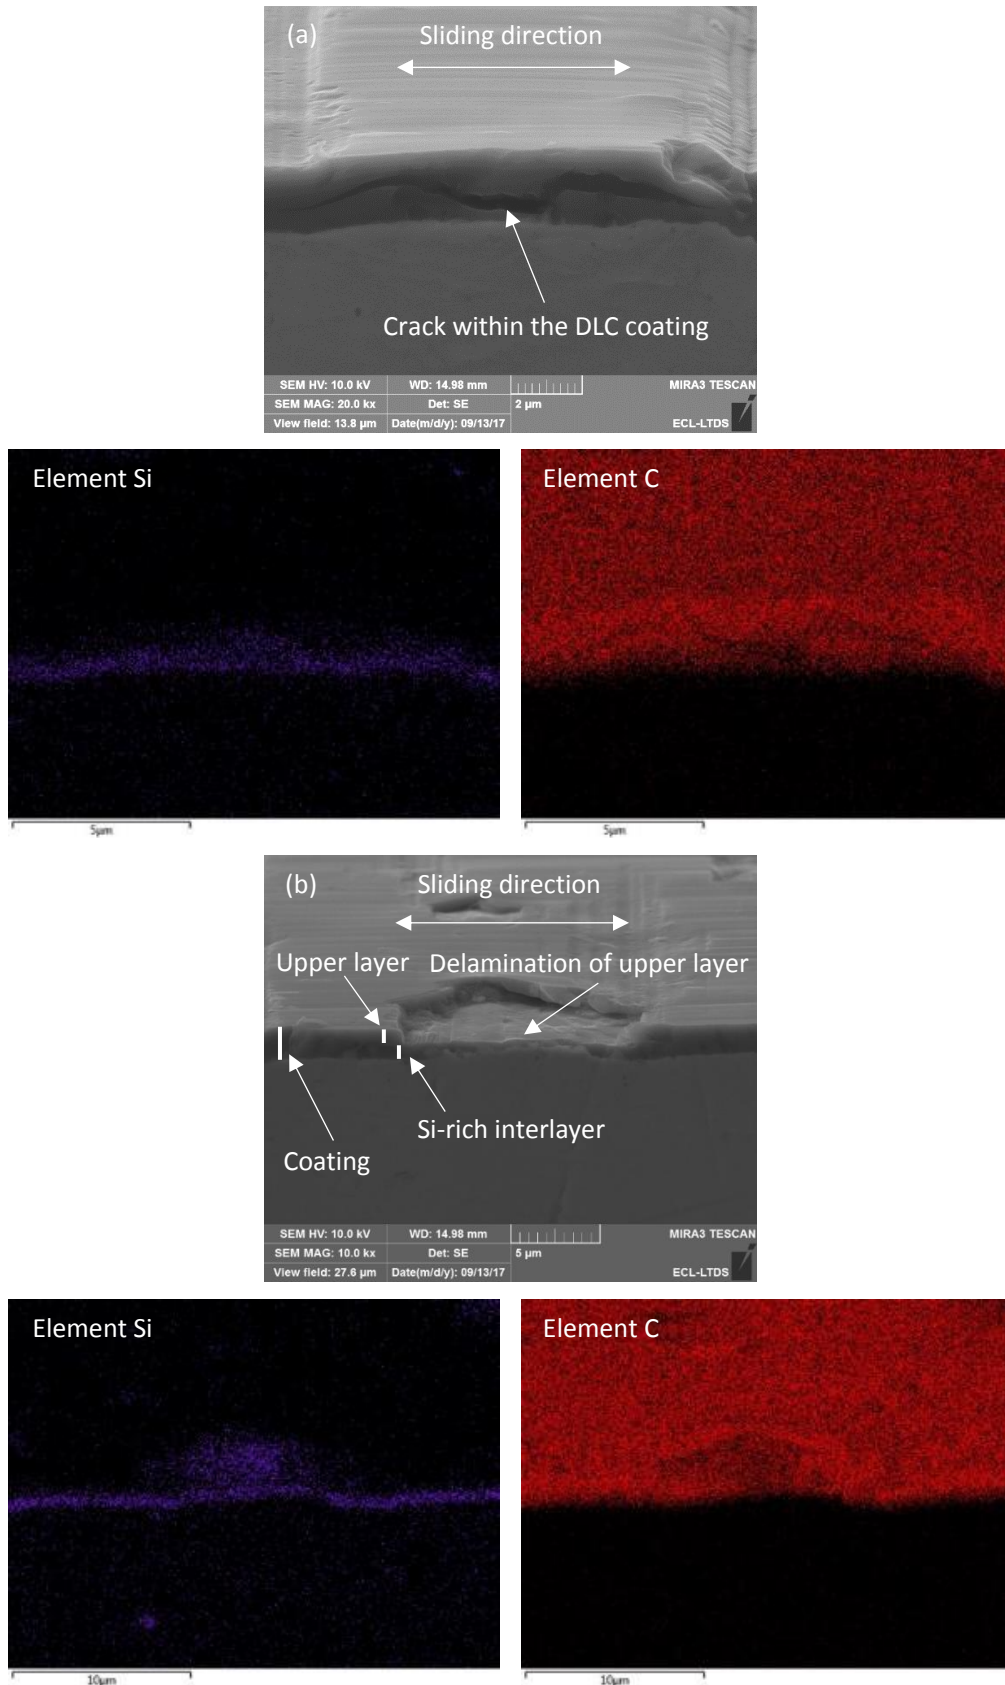 (a)
Sliding direction
Crack within the DLC coating
SEM HV: 10.0 kV WD: 14.98 mm MIRA3 TESCAN
SEM MAG: 20.0 kx Det: SE 2 µm
View field: 13.8 µm Date(m/d/y): 09/13/17 ECL-LTDS
Element Si
Element C
5µm
5µm
(b)
Sliding direction
Upper layer
Delamination of upper layer
Si-rich interlayer
Coating
SEM HV: 10.0 kV WD: 14.98 mm MIRA3 TESCAN
SEM MAG: 10.0 kx Det: SE 5 µm
View field: 27.6 µm Date(m/d/y): 09/13/17 ECL-LTDS
Element Si
Element C
10µm
10µm